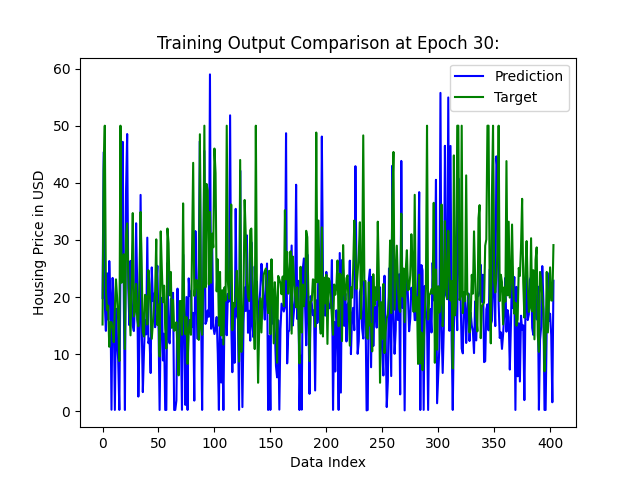 Training Output Comparison at Epoch 30:
Prediction
Target
Housing Price in USD
60
50
40
30
20
10
0
0 50 100 150 200 250 300 350 400
Data Index